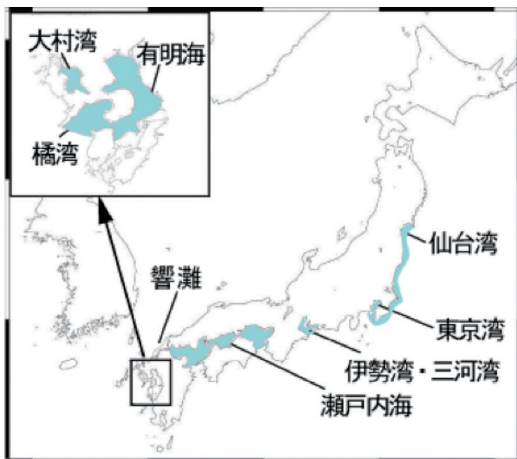 大村湾
有明海
橘湾
仙台湾
響灘
東京湾
伊勢湾・三河湾
瀬戸内海